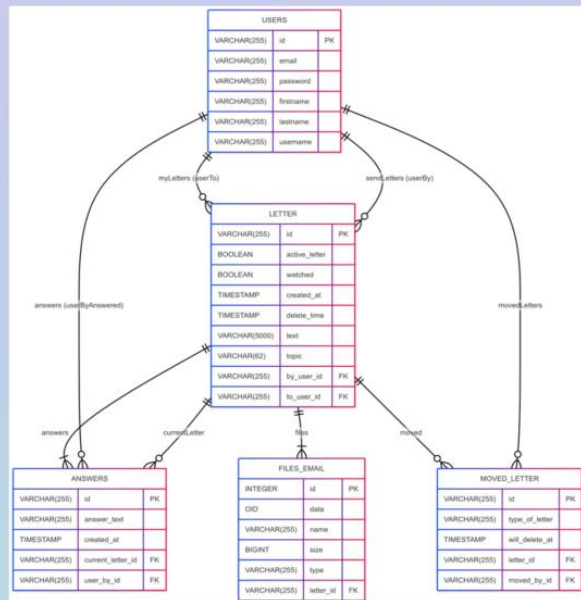 USERS
VARCHAR(255) id PK
VARCHAR(255) email
VARCHAR(255) password
VARCHAR(255) firstname
VARCHAR(255) lastname
VARCHAR(255) username
myLetters (userTo)
sendLetters (userBy)
LETTER
VARCHAR(255) id PK
BOOLEAN active_letter
BOOLEAN watched
TIMESTAMP created_at
TIMESTAMP delete_time
VARCHAR(5000) text
VARCHAR(62) topic
VARCHAR(255) by_user_id FK
VARCHAR(255) to_user_id FK
answers (userByAnswered)
movedLetters
answers
currentLetter
files
moved
ANSWERS
VARCHAR(255) id PK
VARCHAR(255) answer_text
TIMESTAMP created_at
VARCHAR(255) current_letter_id FK
VARCHAR(255) user_by_id FK
FILES_EMAIL
INTEGER id PK
OID data
VARCHAR(255) name
BIGINT size
VARCHAR(255) type
VARCHAR(255) letter_id FK
MOVED_LETTER
VARCHAR(255) id PK
VARCHAR(255) type_of_letter
TIMESTAMP will_delete_at
VARCHAR(255) letter_id FK
VARCHAR(255) moved_by_id FK